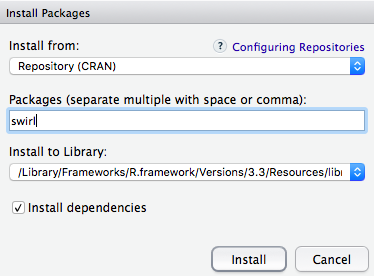 Install Packages
Install from:
? Configuring Repositories
Repository (CRAN)
Packages (separate multiple with space or comma):
swirl
Install to Library:
/Library/Frameworks/R.framework/Versions/3.3/Resources/libr
Install dependencies
Install
Cancel